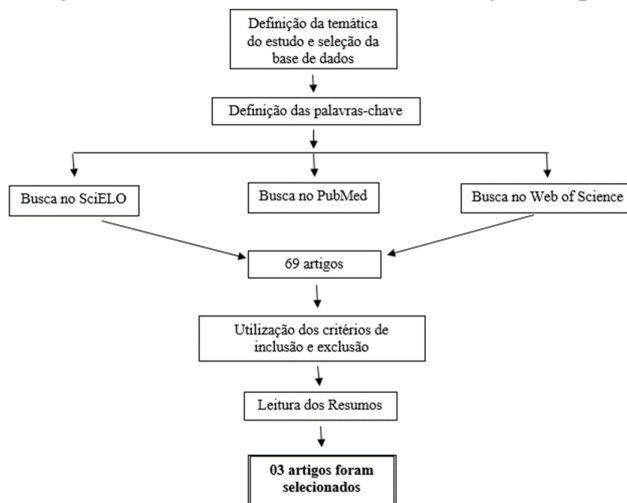 Definição da temática
do estudo e seleção da
base de dados
Definição das palavras-chave
Busca no SciELO
Busca no PubMed
Busca no Web of Science
69 artigos
Utilização dos critérios de
inclusão e exclusão
Leitura dos Resumos
03 artigos foram
selecionados